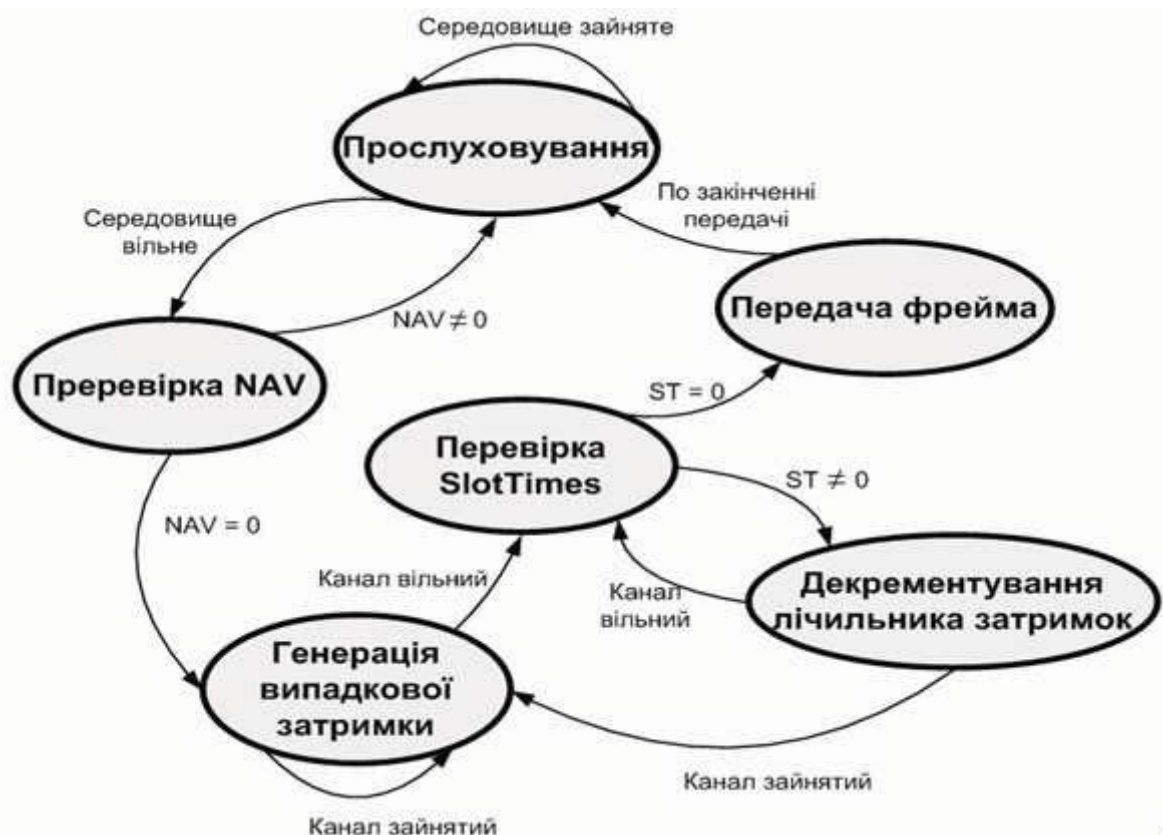 Середовище зайняте
Прослуховування
По закінченні
передачі
Середовище
вільне
Передача фрейма
NAV ≠ 0
Преревірка NAV
ST = 0
Перевірка
SlotTimes
ST ≠ 0
NAV = 0
Канал вільний
Канал
вільний
Декрементування
лічильника затримок
Генерація
випадкової
затримки
Канал зайнятий
Канал зайнятий